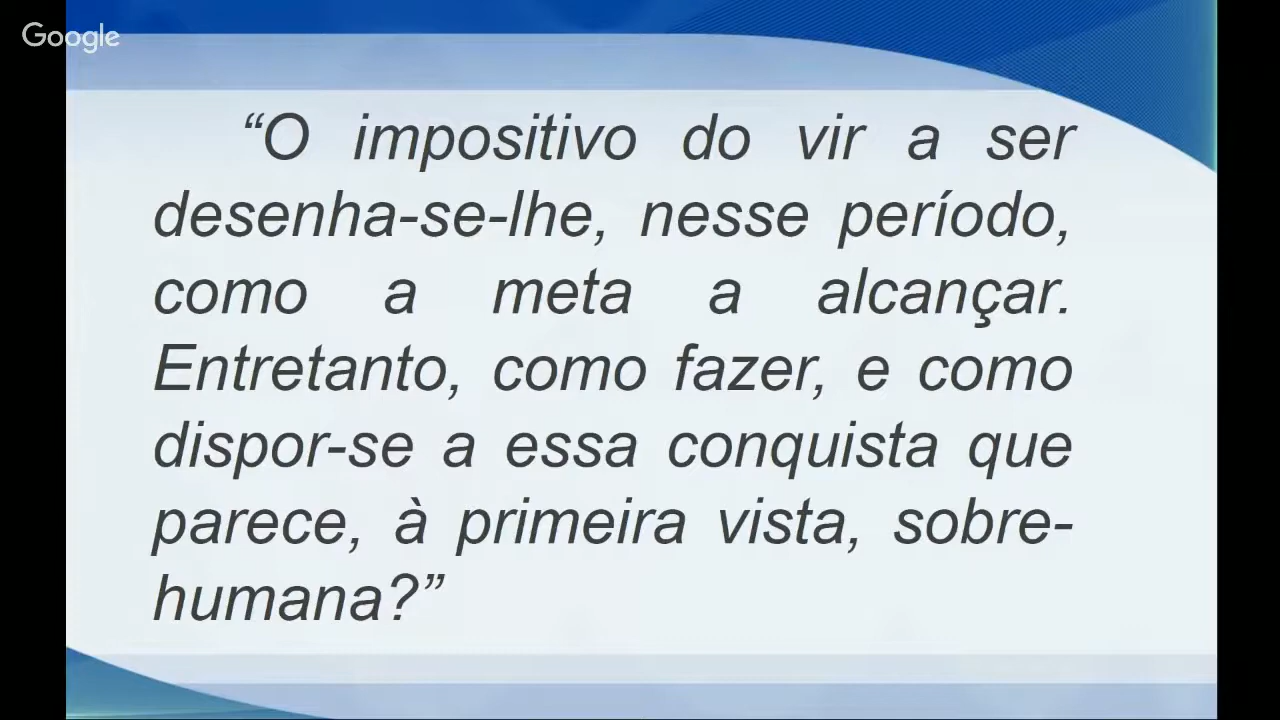 Google
“O impositivo do vir a ser
desenha-se-lhe, nesse período,
como a meta a alcançar.
Entretanto, como fazer, e como
dispor-se a essa conquista que
parece, à primeira vista, sobre-
humana?”